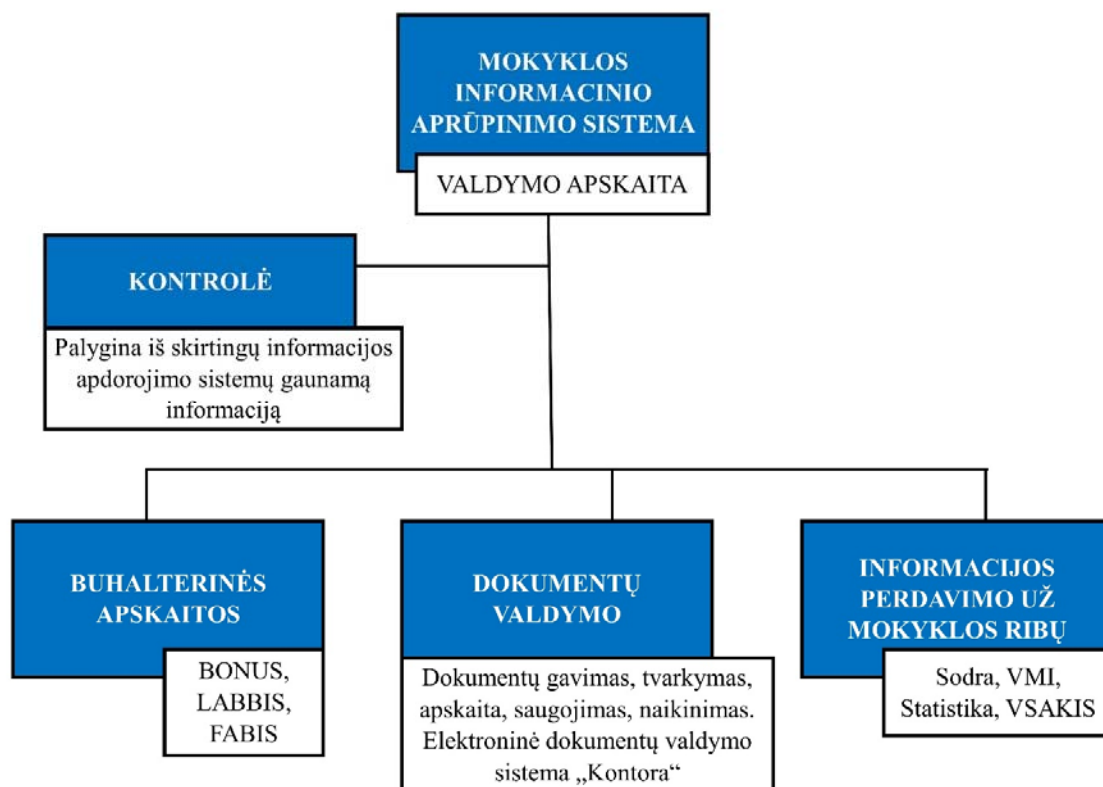 MOKYKLOS
INFORMACINIO
APRŪPINIMO SISTEMA
VALDYMO APSKAITA
KONTROLĖ
Palygina iš skirtingų informacijos
apdorojimo sistemų gaunamą
informaciją
BUHALTERINĖS
APSKAITOS
BONUS,
LABBIS,
FABIS
DOKUMENTŲ
VALDYMO
Dokumentų gavimas, tvarkymas,
apskaita, saugojimas, naikinimas.
Elektroninė dokumentų valdymo
sistema „Kontora“
INFORMACIJOS
PERDAVIMO UŽ
MOKYKLOS RIBŲ
Sodra, VMI,
Statistika, VSAKIS